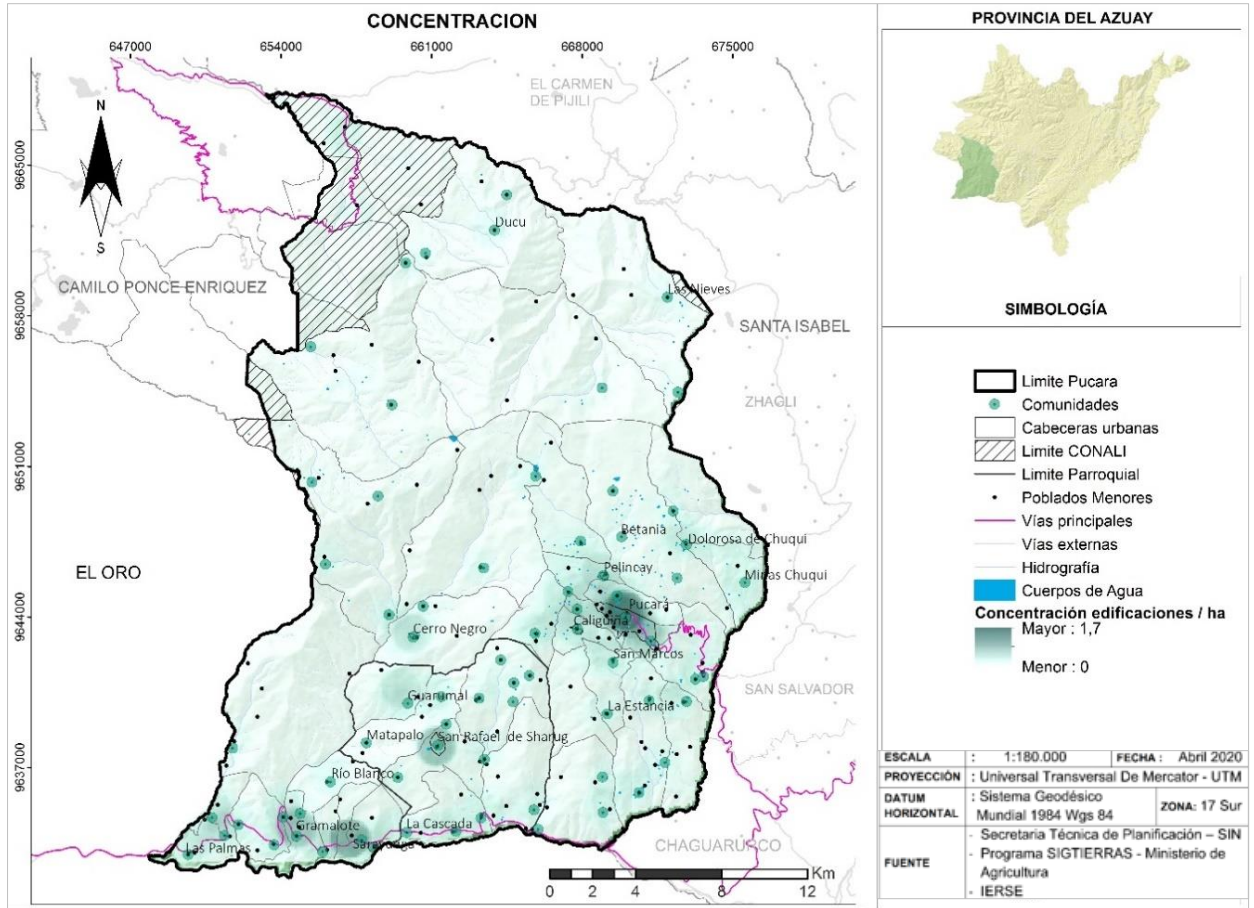 CONCENTRACION
647000 654000 661000 668000 675000
9665000
9658000
9651000
9644000
9637000
N
S
EL CARMEN
DE PIJILI
Ducu
CAMILO PONCE ENRIQUEZ
Las Nieves
SANTA ISABEL
ZHAGLI
Betania
Dolorosa de Chuqui
EL ORO
Pelincay
Minas Chuqui
Pucará
Caliguiña
Cerro Negro
San Marcos
SAN SALVADOR
Guarumal
La Estancia
Matapalo
San Rafael de Sharug
Río Blanco
Gramalote
La Cascada
Las Palmas
Sarayunga
CHAGUARURCO
0 2 4 8 12
Km
PROVINCIA DEL AZUAY
SIMBOLOGÍA
Limite Pucara
Comunidades
Cabeceras urbanas
Limite CONALI
Limite Parroquial
Poblados Menores
Vías principales
Vías externas
Hidrografía
Cuerpos de Agua
Concentración edificaciones / ha
Mayor : 1,7
Menor : 0
ESCALA : 1:180.000 FECHA : Abril 2020
PROYECCIÓN : Universal Transversal De Mercator - UTM
DATUM : Sistema Geodésico
HORIZONTAL Mundial 1984 Wgs 84 ZONA: 17 Sur
FUENTE
- Secretaria Técnica de Planificación – SIN
- Programa SIGTIERRAS - Ministerio de
Agricultura
- IERSE